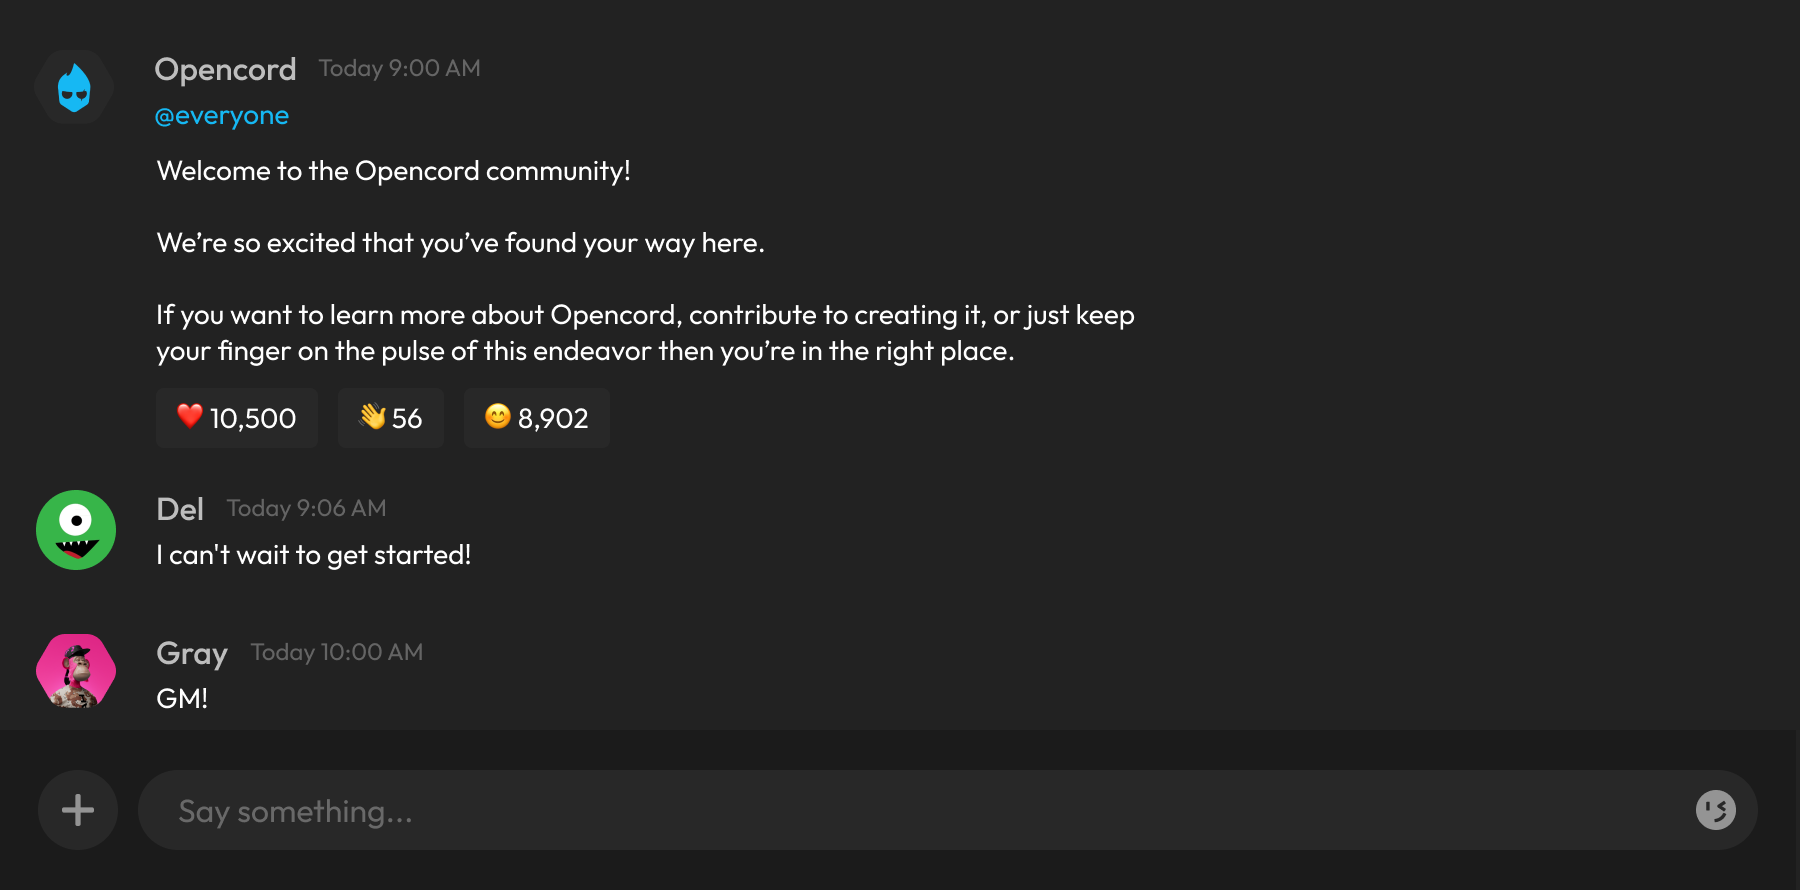 Opencord Today 9:00 AM
@everyone
Welcome to the Opencord community!
We’re so excited that you’ve found your way here.
If you want to learn more about Opencord, contribute to creating it, or just keep
your finger on the pulse of this endeavor then you’re in the right place.
❤️ 10,500 👋 56 😊 8,902
Del Today 9:06 AM
I can't wait to get started!
Gray Today 10:00 AM
GM!
Say something...